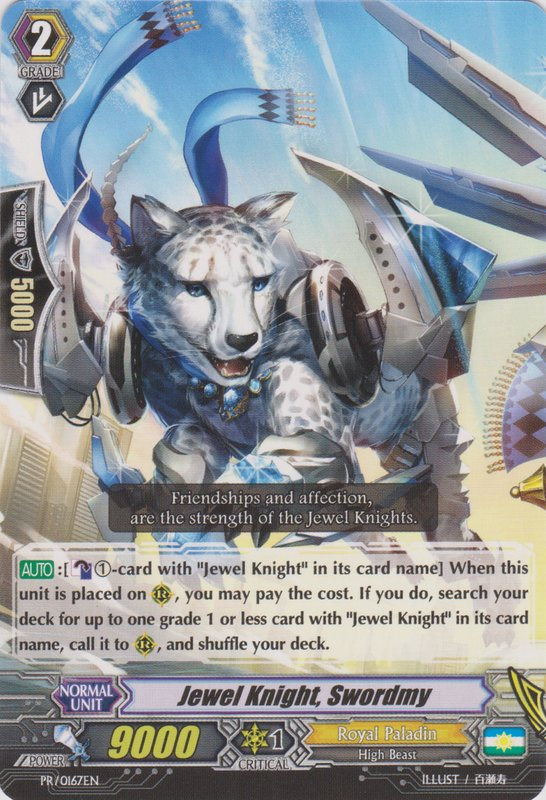 2
GRADE
SHIELD
5000
Friendships and affection,
are the strength of the Jewel Knights.
AUTO :[ ①-card with "Jewel Knight" in its card name] When this
unit is placed on R , you may pay the cost. If you do, search your
deck for up to one grade 1 or less card with "Jewel Knight" in its card
name, call it to R , and shuffle your deck.
NORMAL
UNIT
Jewel Knight, Swordmy
POWER
9000
1
CRITICAL
Royal Paladin
High Beast
PR/0167EN
ILLUST / 百瀬寿